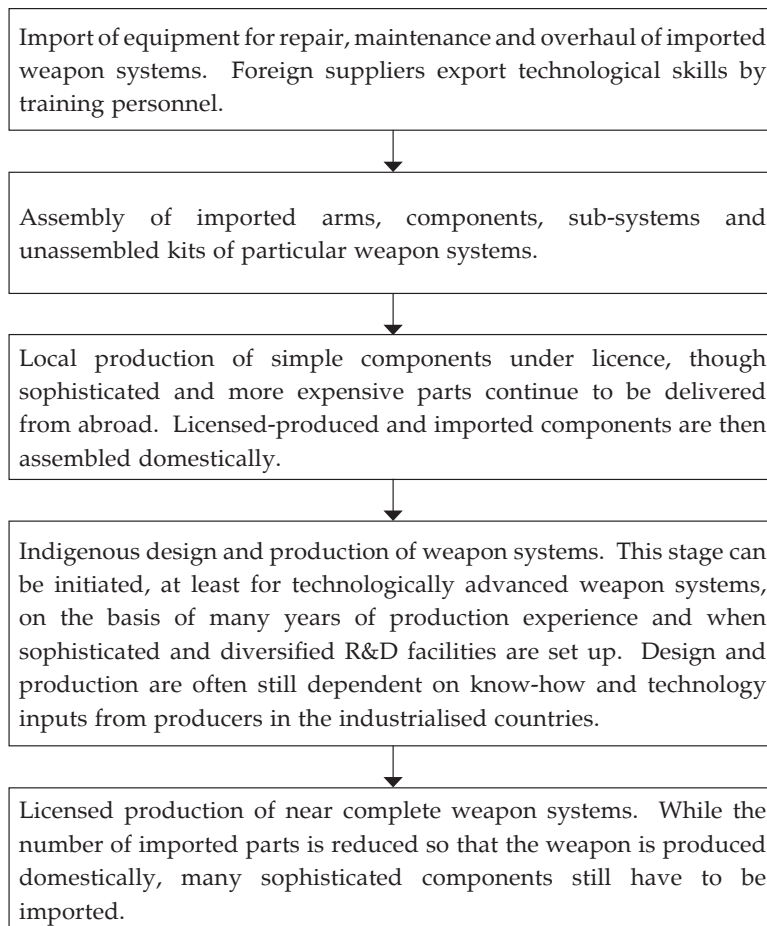 Import of equipment for repair, maintenance and overhaul of imported
weapon systems. Foreign suppliers export technological skills by
training personnel.
Assembly of imported arms, components, sub-systems and
unassembled kits of particular weapon systems.
Local production of simple components under licence, though
sophisticated and more expensive parts continue to be delivered
from abroad. Licensed-produced and imported components are then
assembled domestically.
Indigenous design and production of weapon systems. This stage can
be initiated, at least for technologically advanced weapon systems,
on the basis of many years of production experience and when
sophisticated and diversified R&D facilities are set up. Design and
production are often still dependent on know-how and technology
inputs from producers in the industrialised countries.
Licensed production of near complete weapon systems. While the
number of imported parts is reduced so that the weapon is produced
domestically, many sophisticated components still have to be
imported.